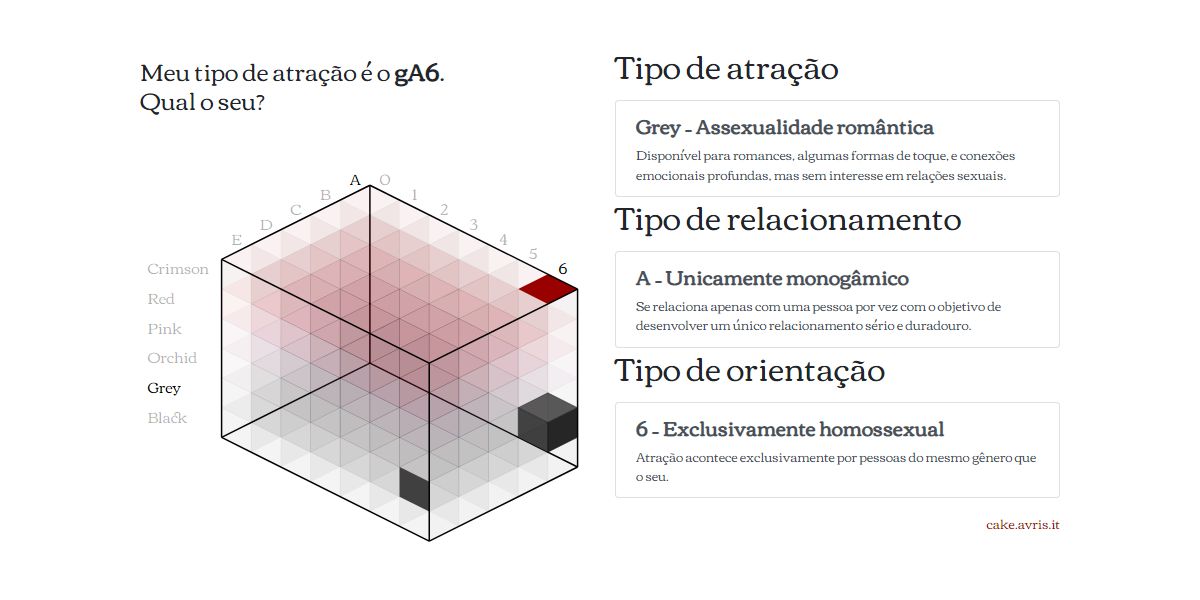 Meu tipo de atração é o gA6.
Qual o seu?
A
O
B
1
C
2
D
3
E
4
5
6
Crimson
Red
Pink
Orchid
Grey
Black
Tipo de atração
Grey - Assexualidade romântica
Disponível para romances, algumas formas de toque, e conexões
emocionais profundas, mas sem interesse em relações sexuais.
Tipo de relacionamento
A - Unicamente monogâmico
Se relaciona apenas com uma pessoa por vez com o objetivo de
desenvolver um único relacionamento sério e duradouro.
Tipo de orientação
6 - Exclusivamente homossexual
Atração acontece exclusivamente por pessoas do mesmo gênero que
o seu.
cake.avris.it